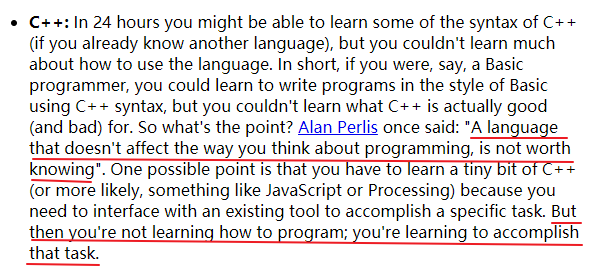 C++: In 24 hours you might be able to learn some of the syntax of C++
(if you already know another language), but you couldn't learn much
about how to use the language. In short, if you were, say, a Basic
programmer, you could learn to write programs in the style of Basic
using C++ syntax, but you couldn't learn what C++ is actually good
(and bad) for. So what's the point? Alan Perlis once said: "A language
that doesn't affect the way you think about programming, is not worth
knowing". One possible point is that you have to learn a tiny bit of C++
(or more likely, something like JavaScript or Processing) because you
need to interface with an existing tool to accomplish a specific task. But
then you're not learning how to program; you're learning to accomplish
that task.